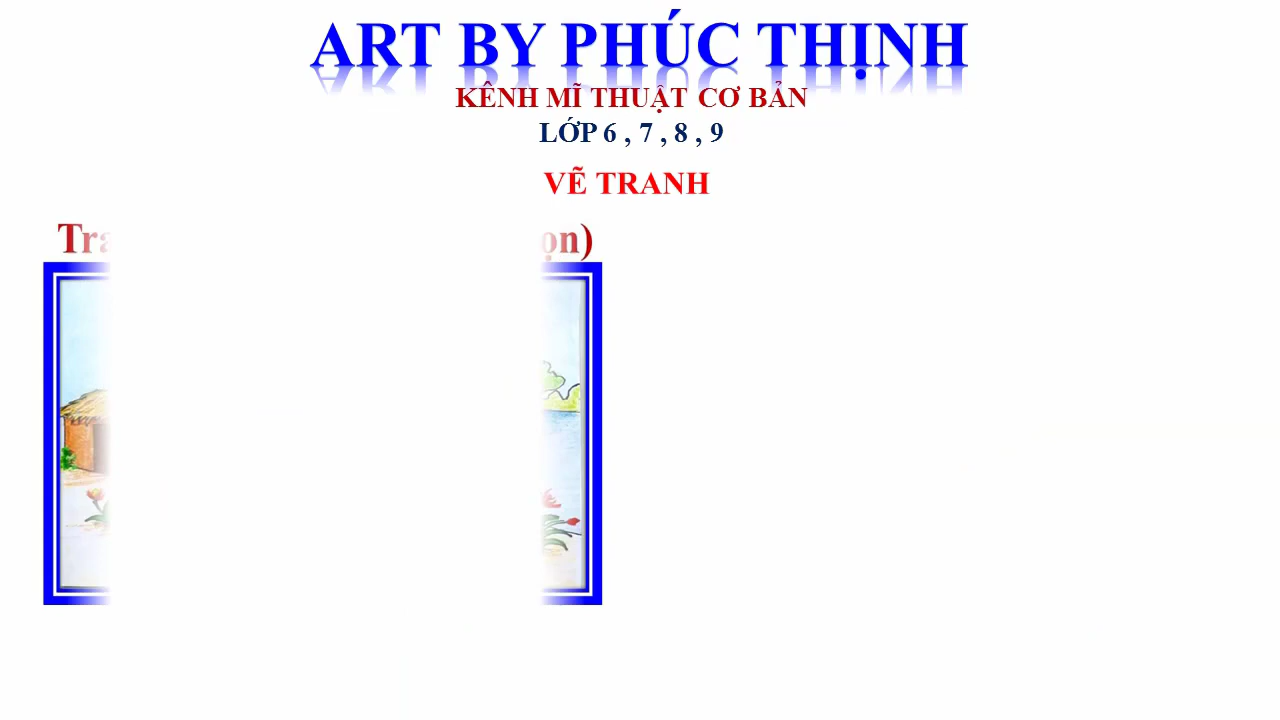 ART BY PHÚC THỊNH
KÊNH MĨ THUẬT CƠ BẢN
LỚP 6 , 7 , 8 , 9
VẼ TRANH